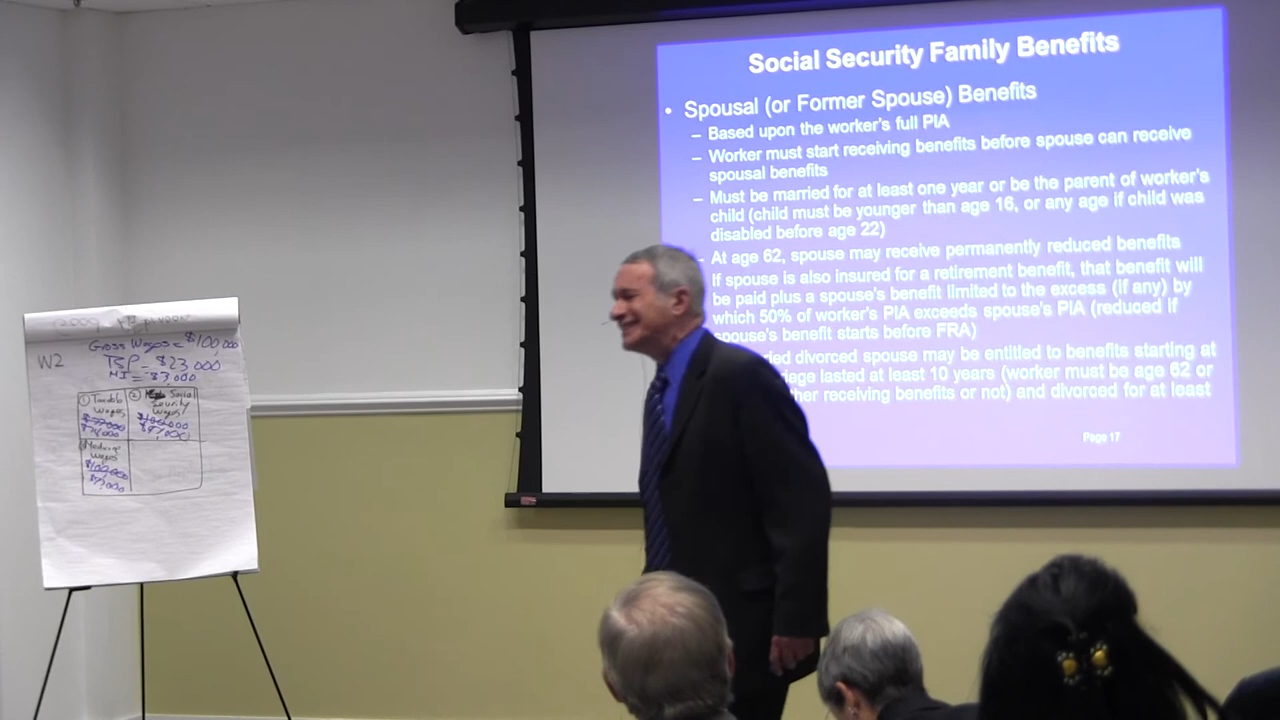 Social Security Family Benefits
• Spousal (or Former Spouse) Benefits
– Based upon the worker's full PIA
– Worker must start receiving benefits before spouse can receive
spousal benefits
– Must be married for at least one year or be the parent of worker's
child (child must be younger than age 16, or any age if child was
disabled before age 22)
– At age 62, spouse may receive permanently reduced benefits
If spouse is also insured for a retirement benefit, that benefit will
be paid plus a spouse's benefit limited to the excess (if any) by
which 50% of worker's PIA exceeds spouse's PIA (reduced if
spouse's benefit starts before FRA)
divorced spouse may be entitled to benefits starting at
lasted at least 10 years (worker must be age 62 or
receiving benefits or not) and divorced for at least
Page 17
Gross Wages = $100,000
W2
TSP - $23,000
MI = $3,000
① Taxable
Wages
② Social
Security
Wages
$100,000
$97,000
③ Medicare
Wages
$100,000
$97,000